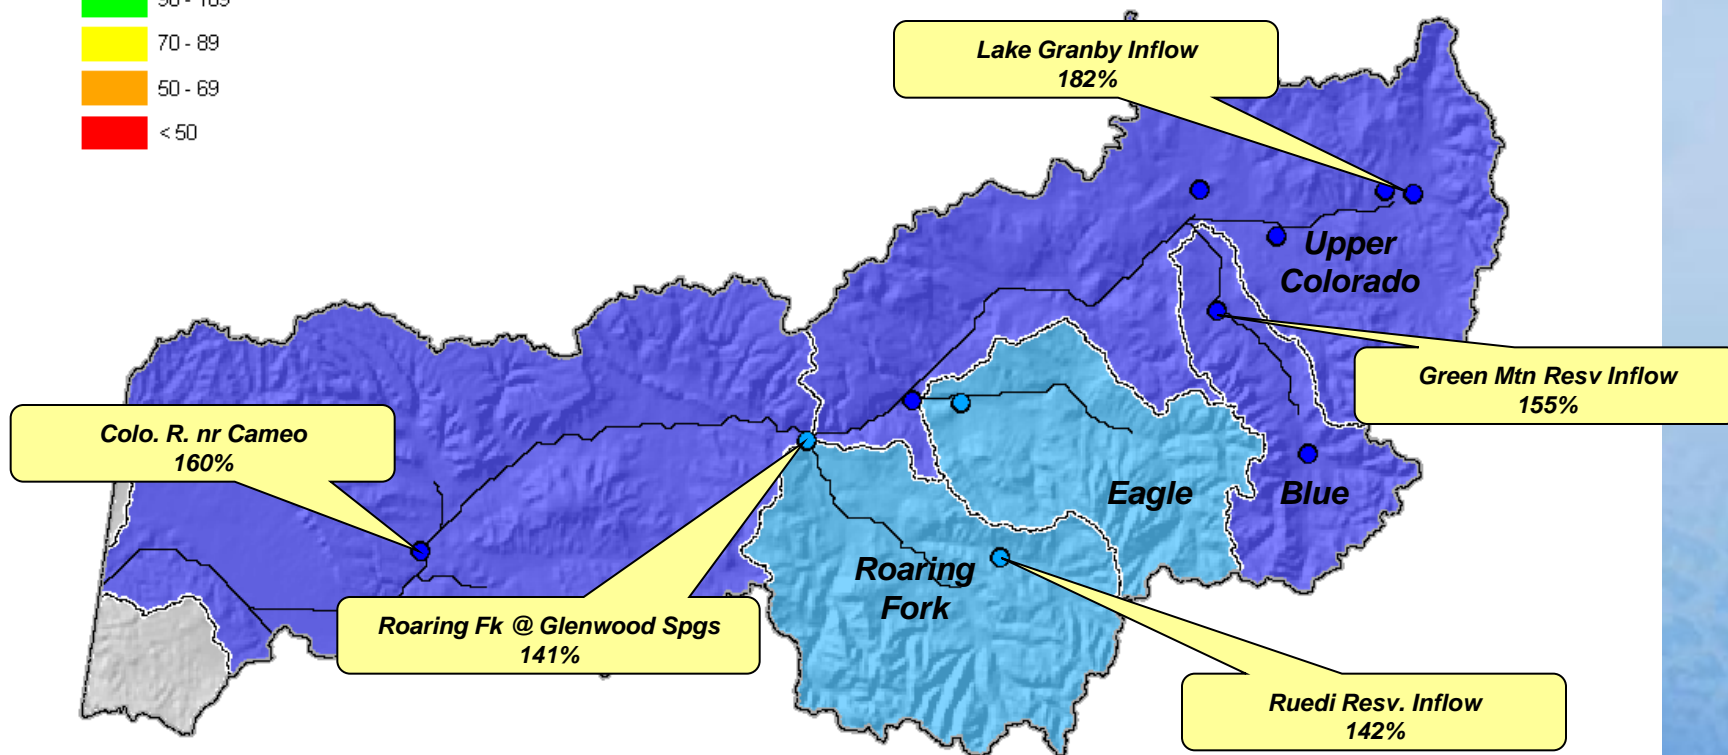 70 - 89
50 - 69
< 50
Lake Granby Inflow
182%
Upper
Colorado
Green Mtn Resv Inflow
155%
Colo. R. nr Cameo
160%
Eagle
Blue
Roaring
Fork
Roaring Fk @ Glenwood Spgs
141%
Ruedi Resv. Inflow
142%